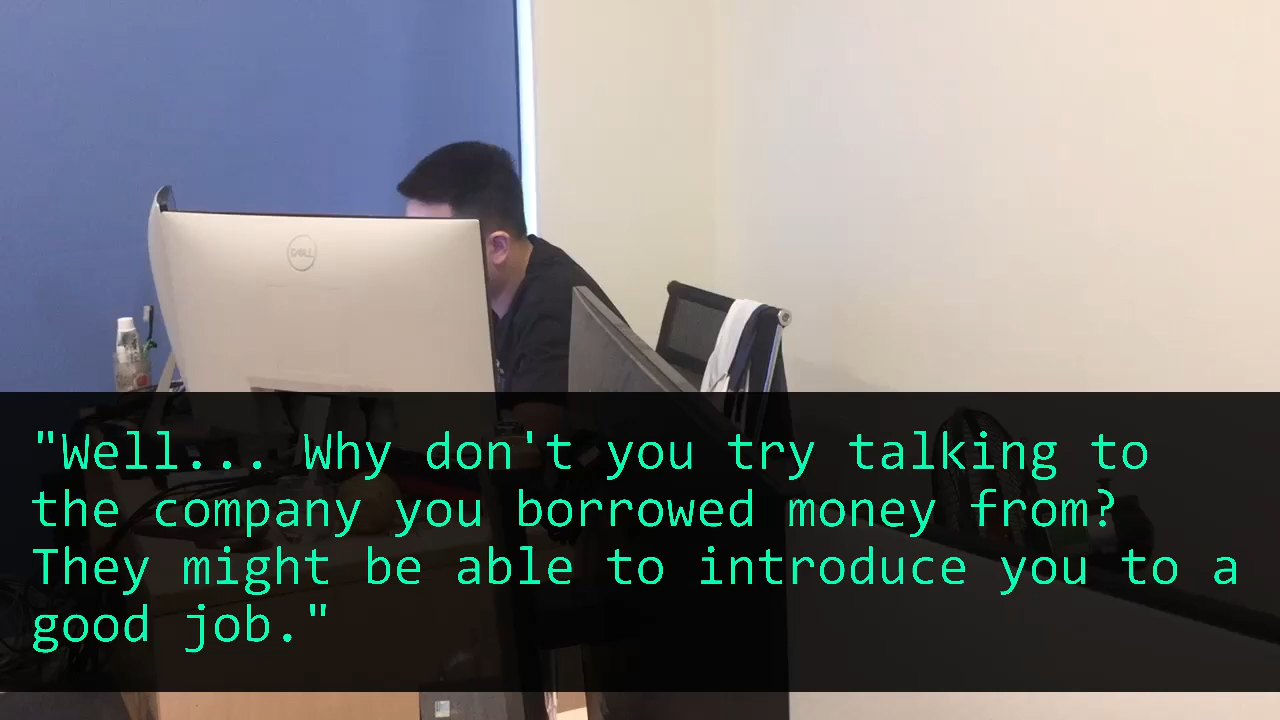 DELL
"Well... Why don't you try talking to
the company you borrowed money from?
They might be able to introduce you to a
good job."